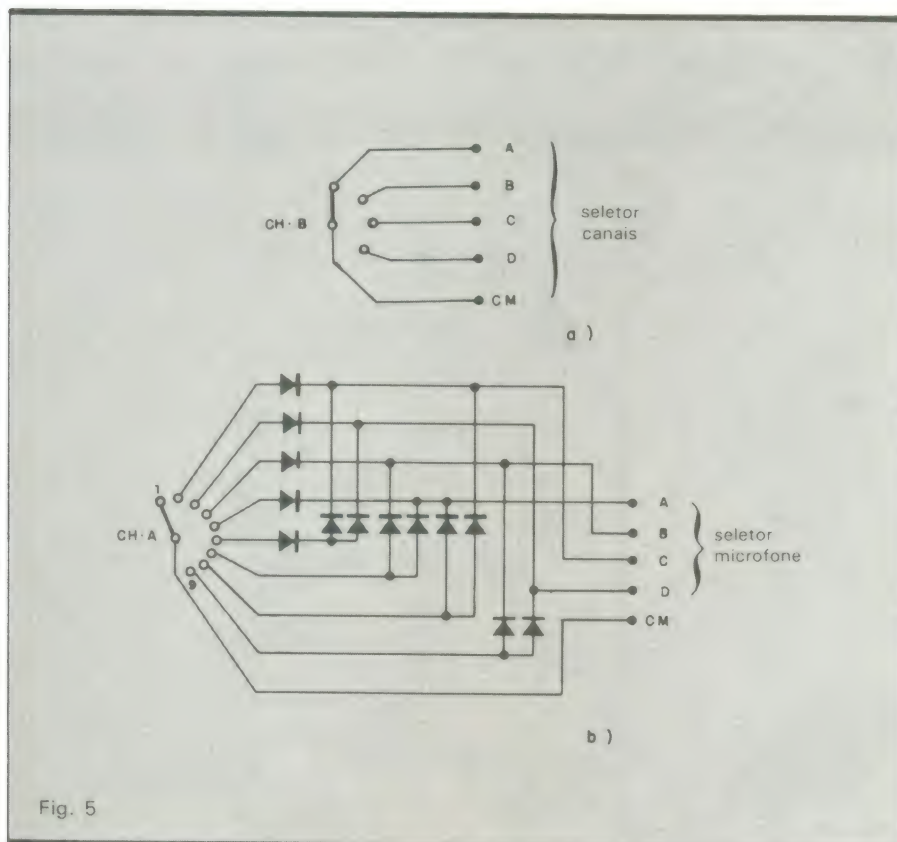 A
B
CH·B
C
D
CM
seletor
canais
a )
1
CH·A
9
A
B
C
D
CM
seletor
microfone
b )
Fig. 5